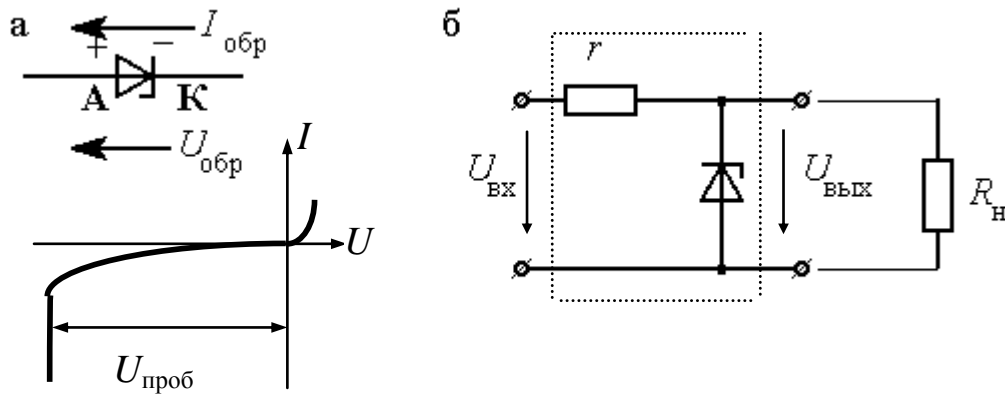 а
I обр
+ −
А К
U обр
I
U
U проб
б
r
U вх
U вых
R н